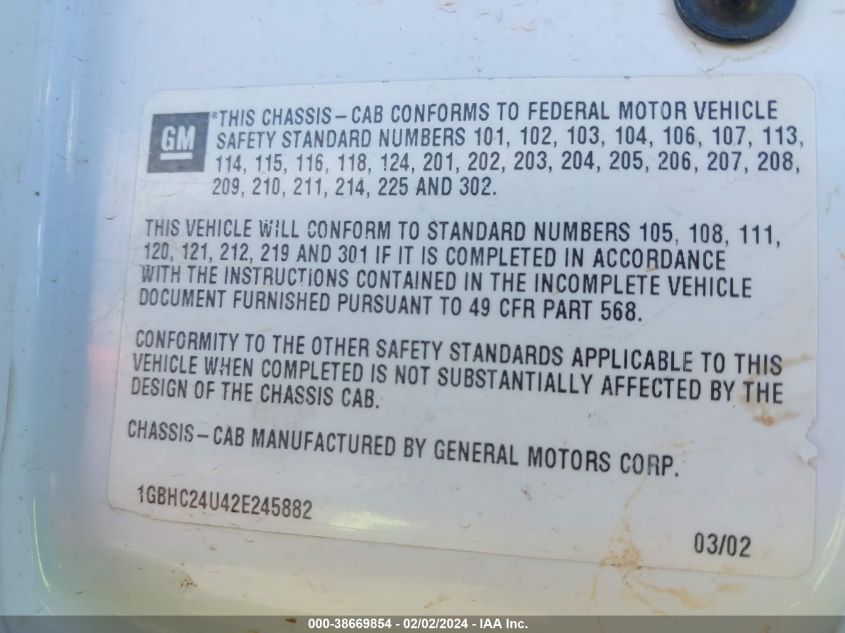 GM
*THIS CHASSIS-CAB CONFORMS TO FEDERAL MOTOR VEHICLE
SAFETY STANDARD NUMBERS 101, 102, 103, 104, 106, 107, 113,
114, 115, 116, 118, 124, 201, 202, 203, 204, 205, 206, 207, 208,
209, 210, 211, 214, 225 AND 302.
THIS VEHICLE WILL CONFORM TO STANDARD NUMBERS 105, 108, 111,
120, 121, 212, 219 AND 301 IF IT IS COMPLETED IN ACCORDANCE
WITH THE INSTRUCTIONS CONTAINED IN THE INCOMPLETE VEHICLE
DOCUMENT FURNISHED PURSUANT TO 49 CFR PART 568.
CONFORMITY TO THE OTHER SAFETY STANDARDS APPLICABLE TO THIS
VEHICLE WHEN COMPLETED IS NOT SUBSTANTIALLY AFFECTED BY THE
DESIGN OF THE CHASSIS CAB.
CHASSIS-CAB MANUFACTURED BY GENERAL MOTORS CORP.
1GBHC24U42E245882
03/02
000-38669854 - 02/02/2024 - IAA Inc.